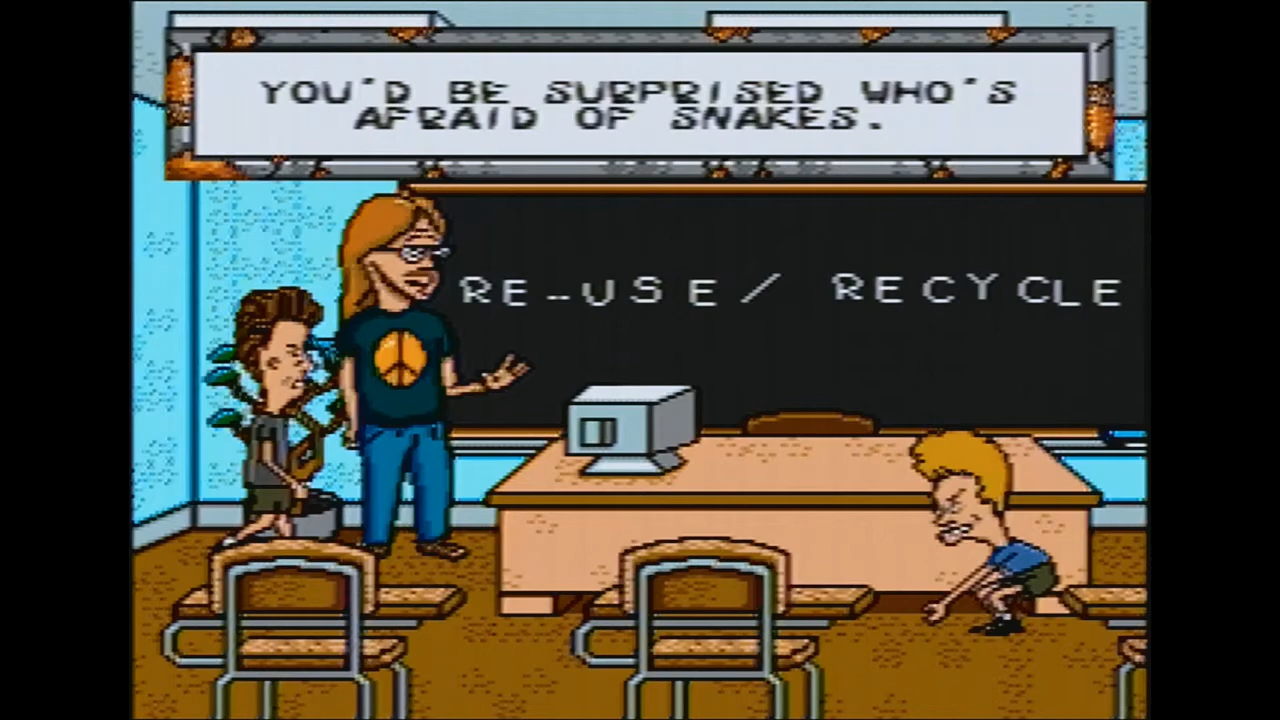 YOU'D BE SURPRISED WHO'S
AFRAID OF SNAKES.
RE-USE/ RECYCLE